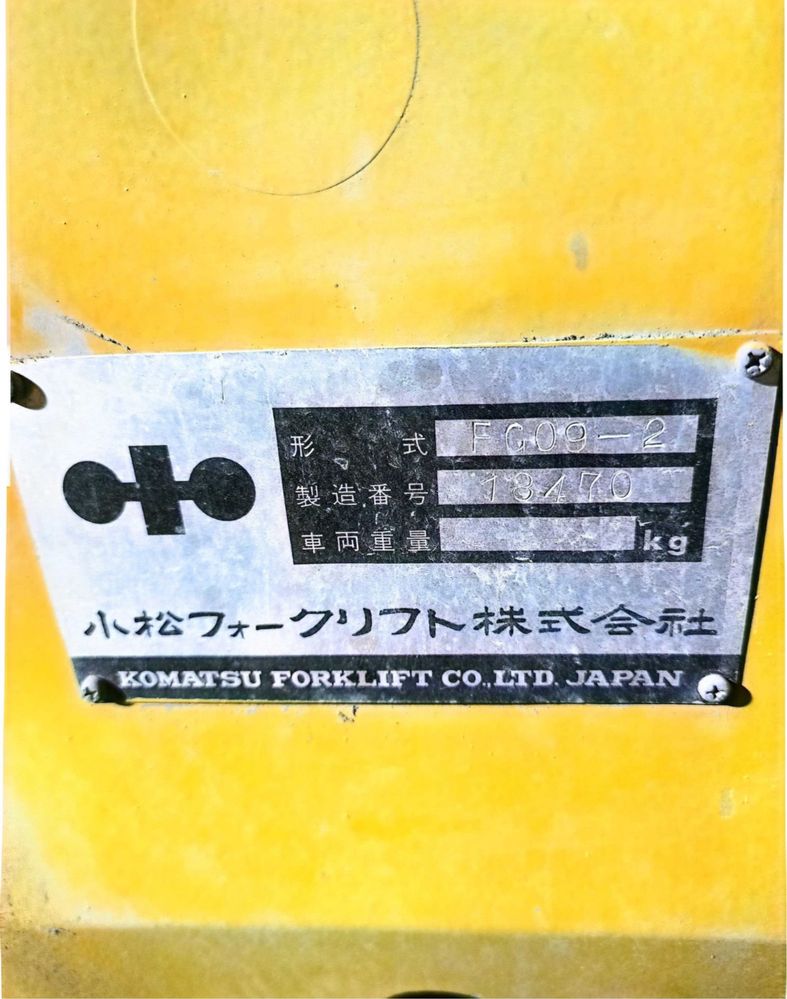 形式 FG09-2
製造番号 18470
車両重量 kg
小松フォークリフト株式会社
KOMATSU FORKLIFT CO.,LTD. JAPAN